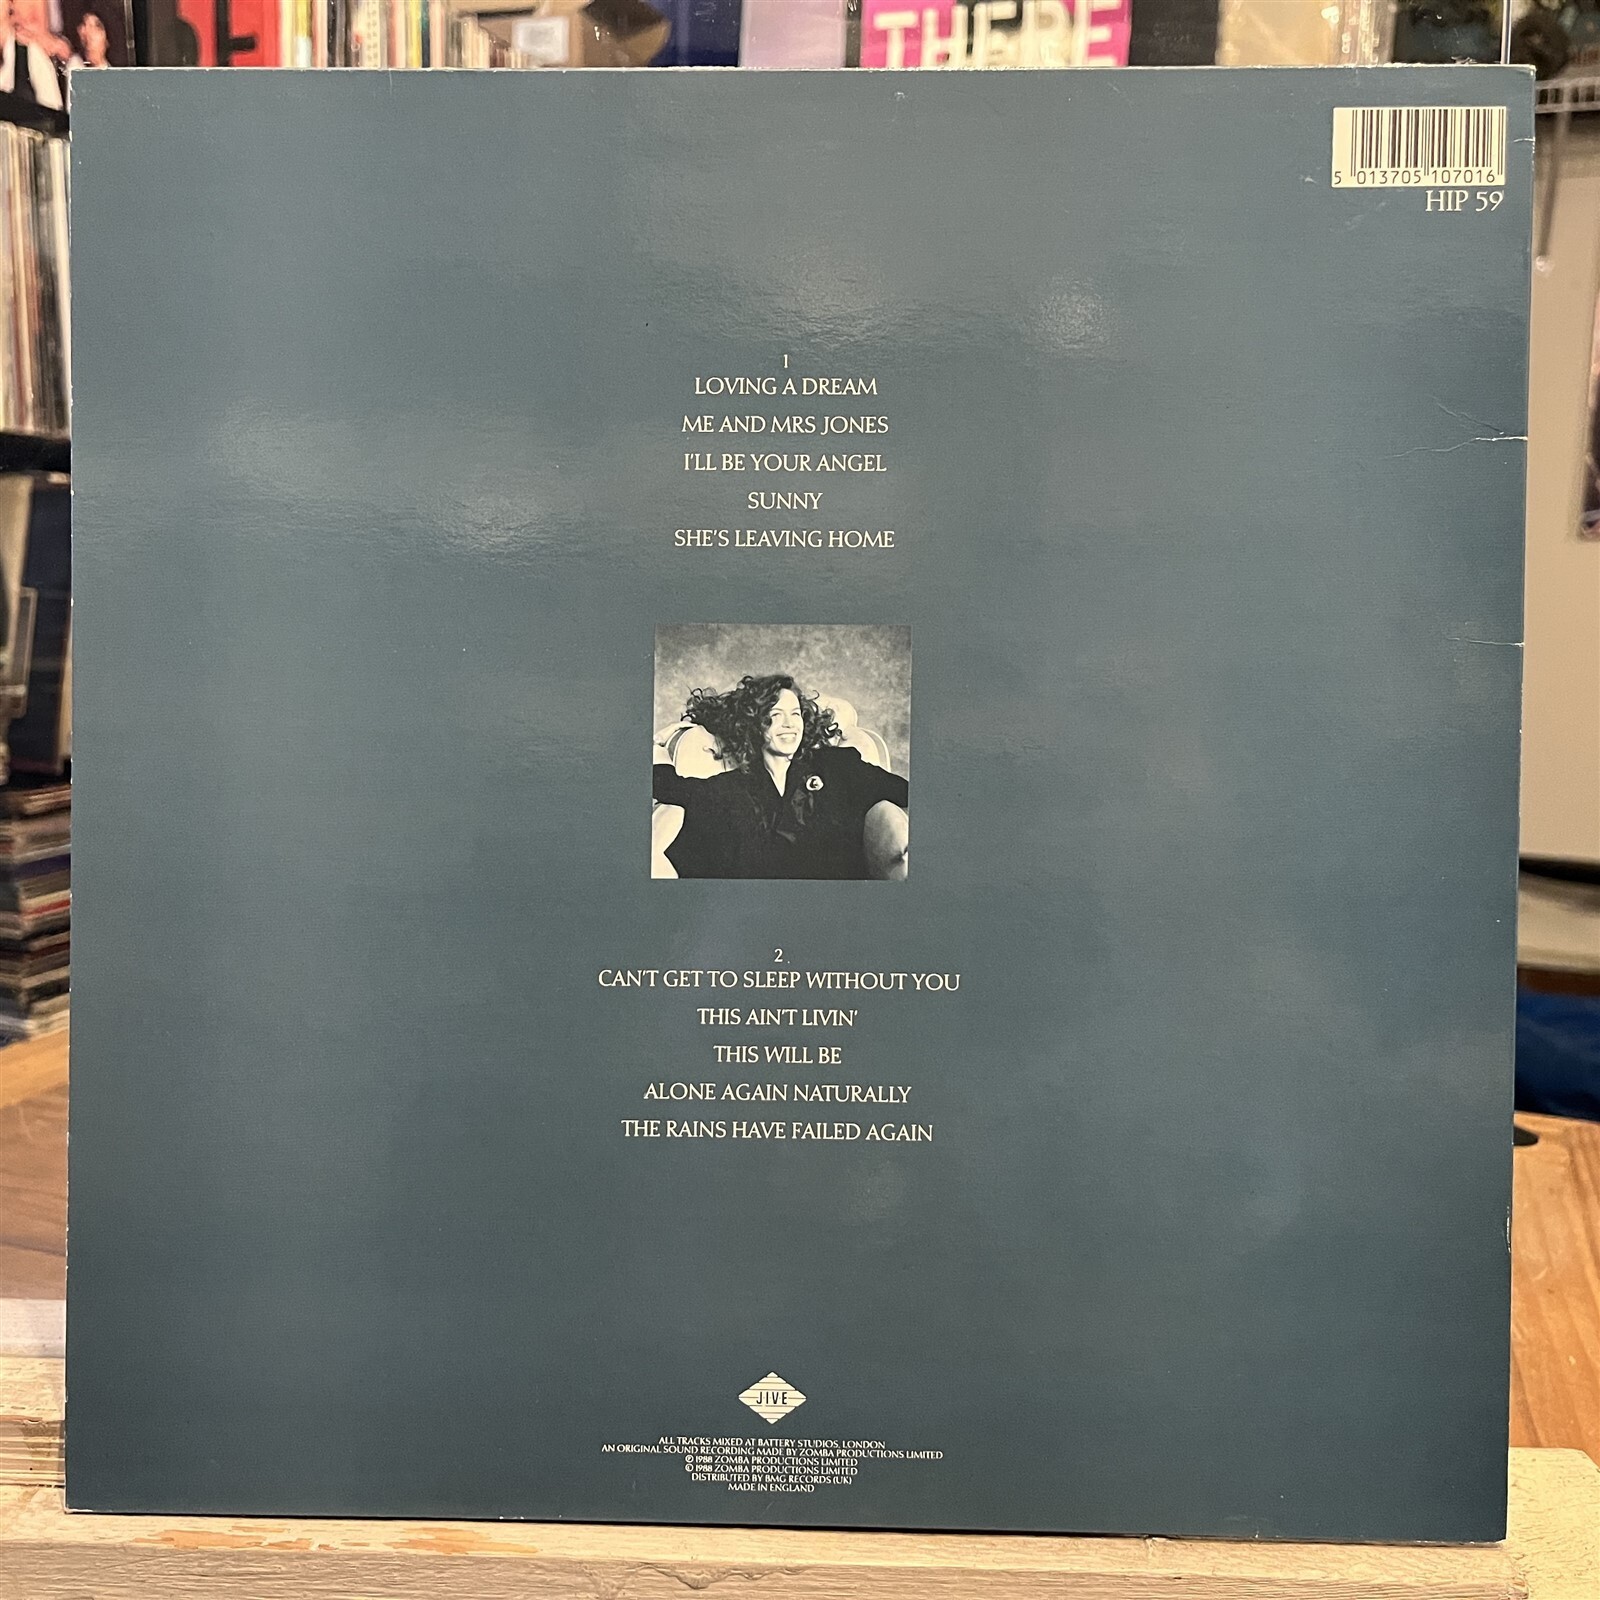 THERE
5 013705 107016
HIP 59
1
LOVING A DREAM
ME AND MRS JONES
I'LL BE YOUR ANGEL
SUNNY
SHE'S LEAVING HOME
2
CAN'T GET TO SLEEP WITHOUT YOU
THIS AIN'T LIVIN'
THIS WILL BE
ALONE AGAIN NATURALLY
THE RAINS HAVE FAILED AGAIN
JIVE
ALL TRACKS MIXED AT BATTERY STUDIOS, LONDON
AN ORIGINAL SOUND RECORDING MADE BY ZOMBA PRODUCTIONS LIMITED
℗ 1988 ZOMBA PRODUCTIONS LIMITED
© 1988 ZOMBA PRODUCTIONS LIMITED
DISTRIBUTED BY BMG RECORDS (UK)
MADE IN ENGLAND